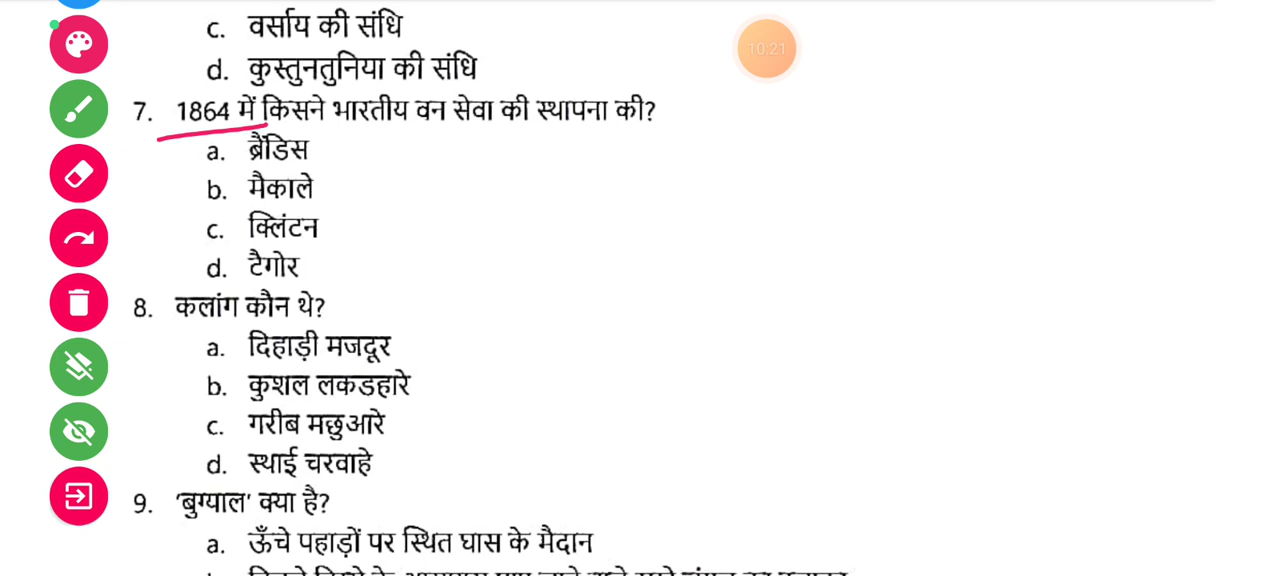 c. वर्साय की संधि
10:21
d. कुस्तुनतुनिया की संधि
7. 1864 में किसने भारतीय वन सेवा की स्थापना की?
a. ब्रैंडिस
b. मैकाले
c. क्लिंटन
d. टैगोर
8. कलांग कौन थे?
a. दिहाड़ी मजदूर
b. कुशल लकडहारे
c. गरीब मछुआरे
d. स्थाई चरवाहे
9. 'बुग्याल' क्या है?
a. ऊँचे पहाड़ों पर स्थित घास के मैदान